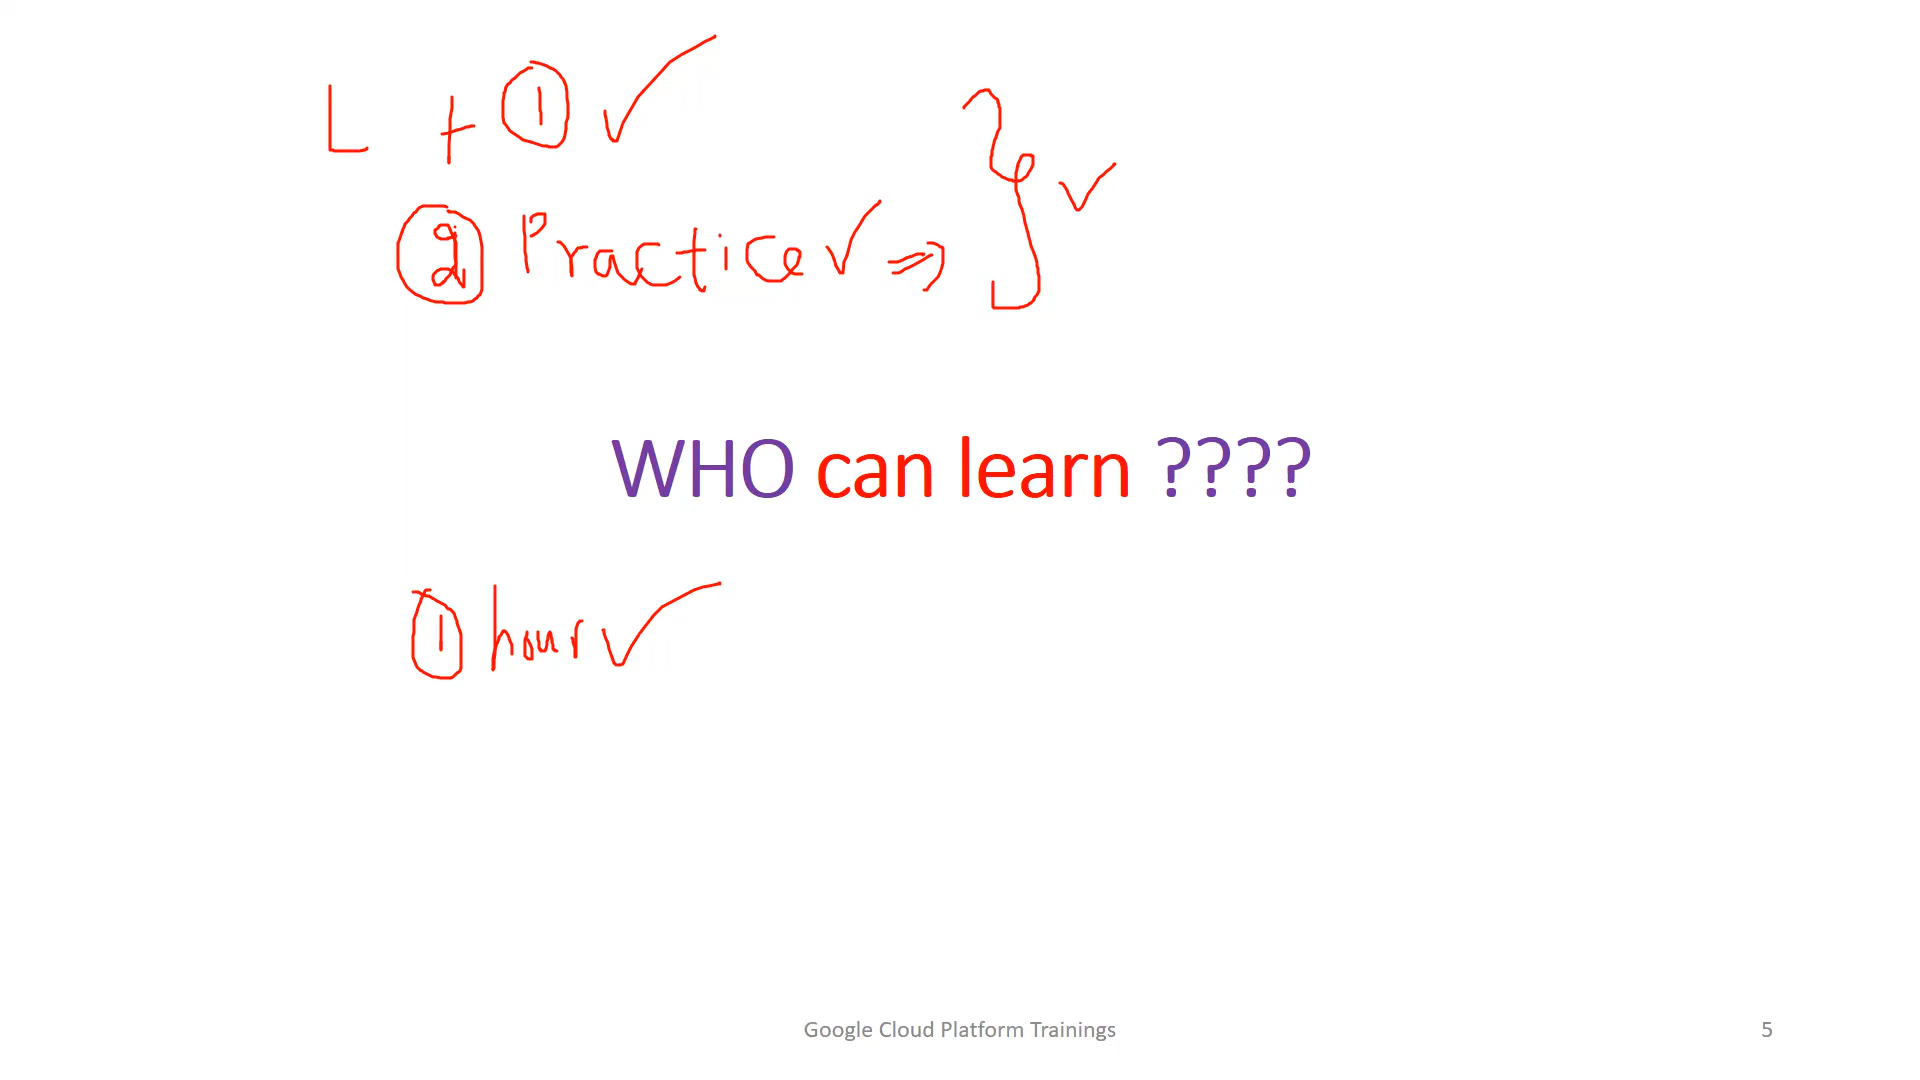 L + 1 ✓
2 Practice ✓ ⇒ } ✓
WHO can learn ????
1 hour ✓
Google Cloud Platform Trainings 5